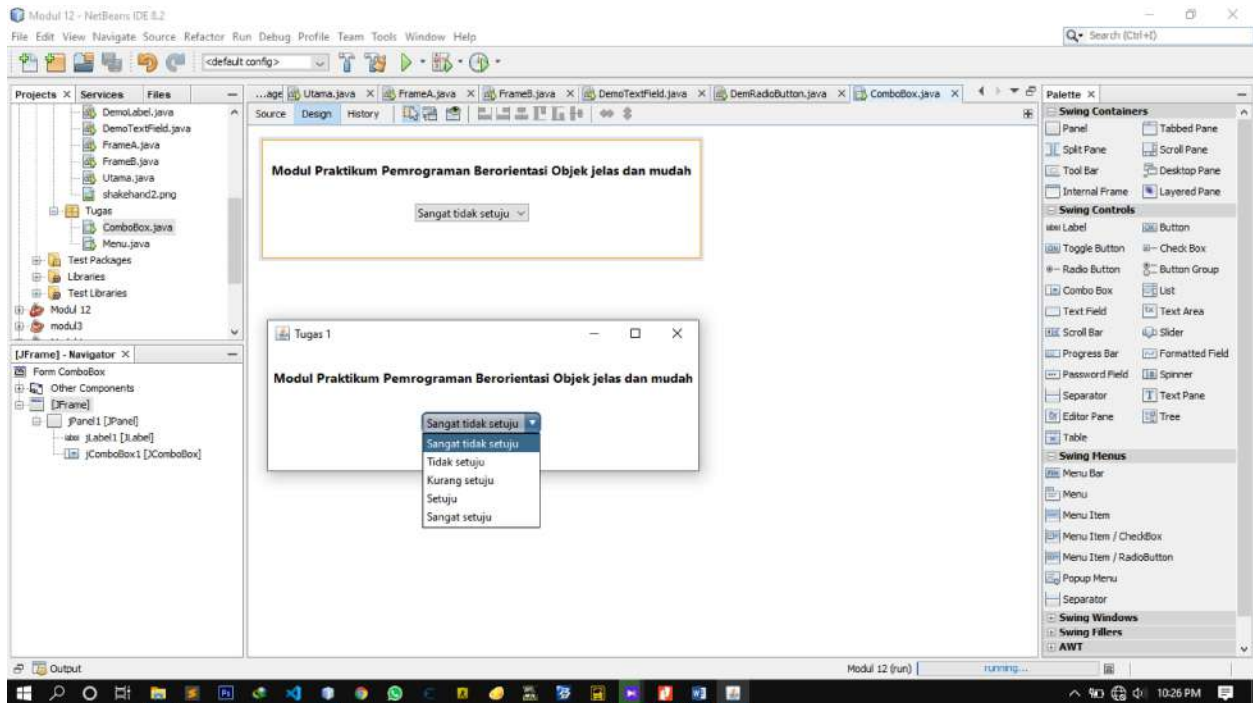 Modul 12 - NetBeans IDE 8.2
File Edit View Navigate Source Refactor Run Debug Profile Team Tools Window Help
Search (Ctrl+I)
<default config>
Projects Services Files
DemoLabel.java
DemoTextField.java
FrameA.java
FrameB.java
Utama.java
shakehand2.png
Tugas
ComboBox.java
Menu.java
Test Packages
Libraries
Test Libraries
Modul 12
modul3
[JFrame] - Navigator
Form ComboBox
Other Components
[JFrame]
jPanel1 [JPanel]
label jLabel1 [JLabel]
jComboBox1 [JComboBox]
...age Utama.java FrameA.java FrameB.java DemoTextField.java DemRadioButton.java ComboBox.java
Source Design History
Modul Praktikum Pemrograman Berorientasi Objek jelas dan mudah
Sangat tidak setuju
Tugas 1
Modul Praktikum Pemrograman Berorientasi Objek jelas dan mudah
Sangat tidak setuju
Sangat tidak setuju
Tidak setuju
Kurang setuju
Setuju
Sangat setuju
Palette
Swing Containers
Panel Tabbed Pane
Split Pane Scroll Pane
Tool Bar Desktop Pane
Internal Frame Layered Pane
Swing Controls
label Label Button
Toggle Button Check Box
Radio Button Button Group
Combo Box List
Text Field Text Area
Scroll Bar Slider
Progress Bar Formatted Field
Password Field Spinner
Separator Text Pane
Editor Pane Tree
Table
Swing Menus
Menu Bar
Menu
Menu Item
Menu Item / CheckBox
Menu Item / RadioButton
Popup Menu
Separator
Swing Windows
Swing Fillers
AWT
Output
Modul 12 (run) running...
10:26 PM